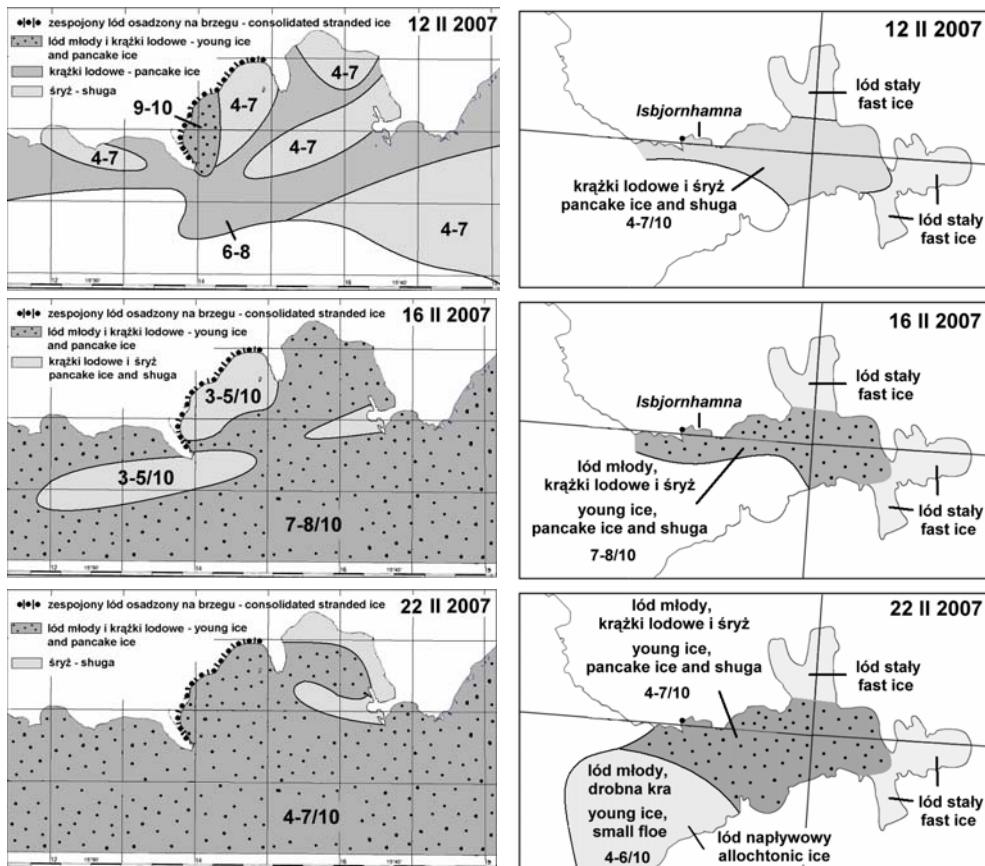 zespojony lód osadzony na brzegu - consolidated stranded ice
12 II 2007
lód młody i krążki lodowe - young ice
and pancake ice
krążki lodowe - pancake ice
śryż - shuga
9-10
4-7
4-7
4-7
4-7
4-7
6-8
12
14
16
12 II 2007
lód stały
fast ice
Isbjornhamna
krążki lodowe i śryż
pancake ice and shuga
4-7/10
lód stały
fast ice
zespojony lód osadzony na brzegu - consolidated stranded ice
16 II 2007
lód młody i krążki lodowe - young ice
and pancake ice
krążki lodowe i śryż
pancake ice and shuga
3-5/10
3-5/10
7-8/10
12
14
16
16 II 2007
lód stały
fast ice
Isbjornhamna
lód młody,
krążki lodowe i śryż
young ice,
pancake ice and shuga
7-8/10
lód stały
fast ice
zespojony lód osadzony na brzegu - consolidated stranded ice
22 II 2007
lód młody i krążki lodowe - young ice
and pancake ice
śryż - shuga
4-7/10
12
14
16
22 II 2007
lód młody,
krążki lodowe i śryż
young ice,
pancake ice and shuga
4-7/10
lód stały
fast ice
lód młody,
drobna kra
young ice,
small floe
4-6/10
lód napływowy
allochtonic ice
lód stały
fast ice